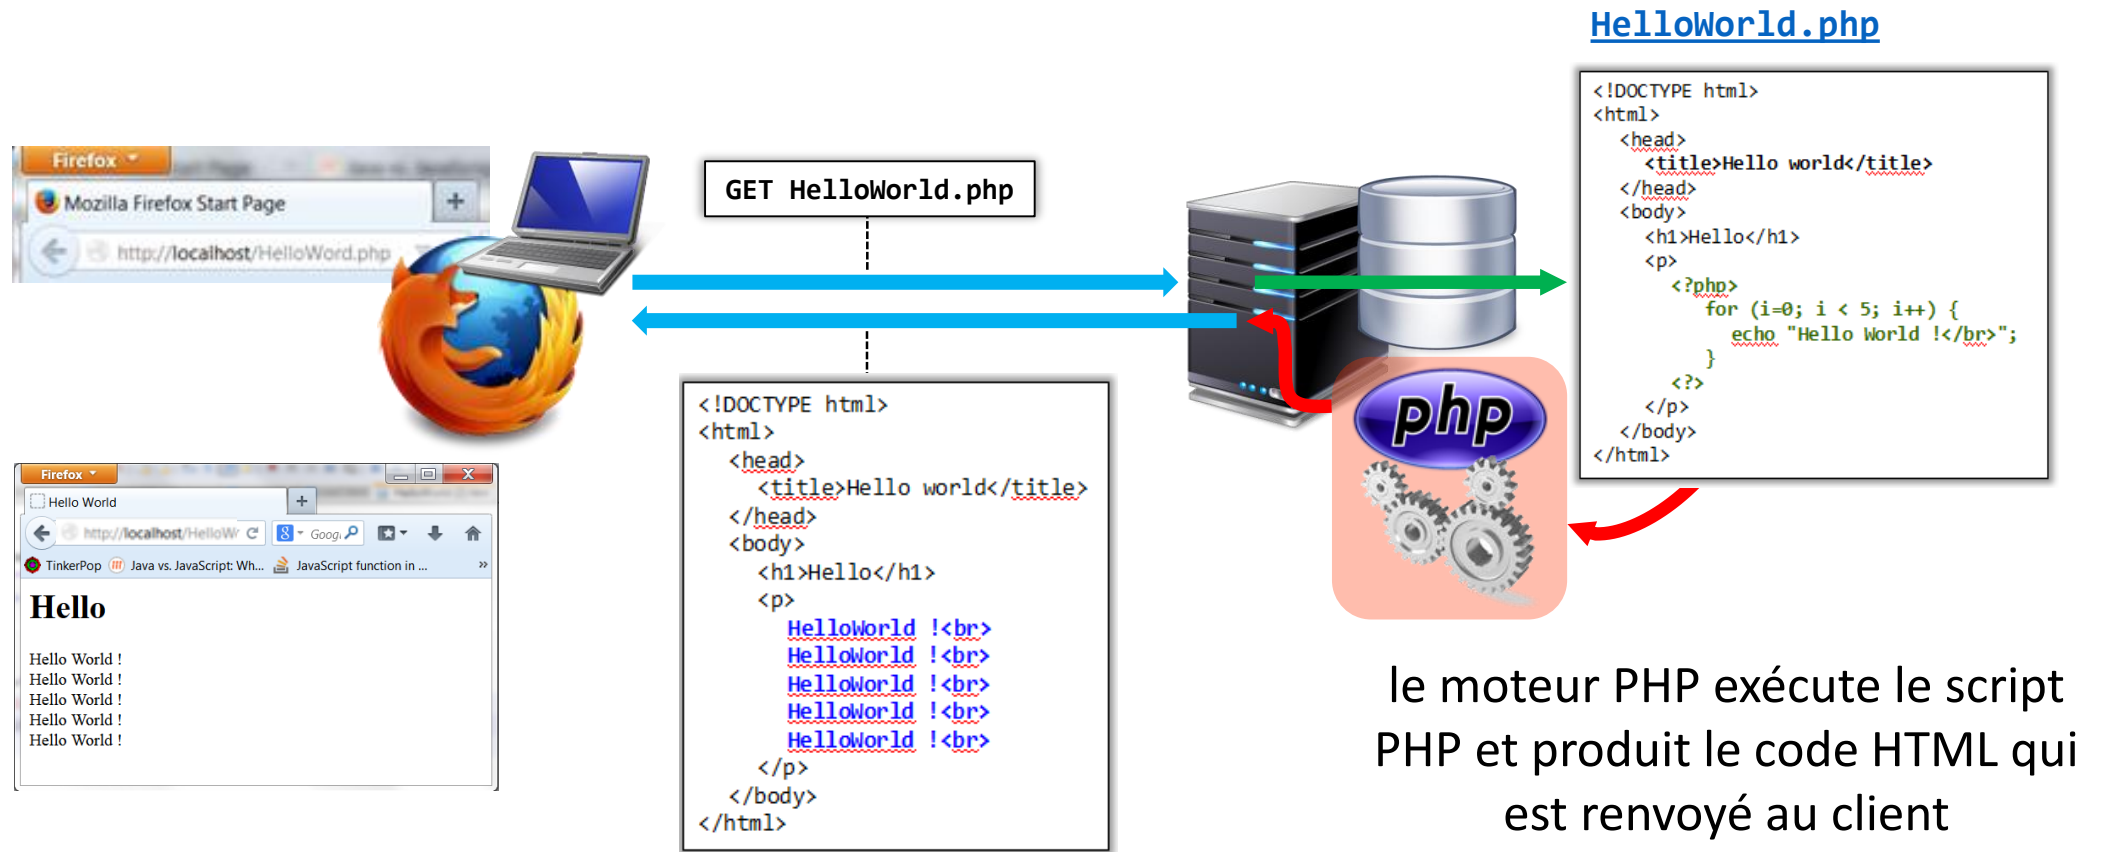 HelloWorld.php
<!DOCTYPE html>
<html>
<head>
<title>Hello world</title>
</head>
<body>
<h1>Hello</h1>
<p>
<?php>
for (i=0; i < 5; i++) {
echo "Hello World !</br>";
}
<?>
</p>
</body>
</html>
Firefox
Mozilla Firefox Start Page
+
http://localhost/HelloWord.php
GET HelloWorld.php
php
<!DOCTYPE html>
<html>
<head>
<title>Hello world</title>
</head>
<body>
<h1>Hello</h1>
<p>
HelloWorld !<br>
HelloWorld !<br>
HelloWorld !<br>
HelloWorld !<br>
HelloWorld !<br>
</p>
</body>
</html>
Firefox
Hello World
+
http://localhost/HelloW
8 Goog
TinkerPop Java vs. JavaScript: Wh... JavaScript function in ... »
Hello
Hello World !
Hello World !
Hello World !
Hello World !
Hello World !
le moteur PHP exécute le script
PHP et produit le code HTML qui
est renvoyé au client